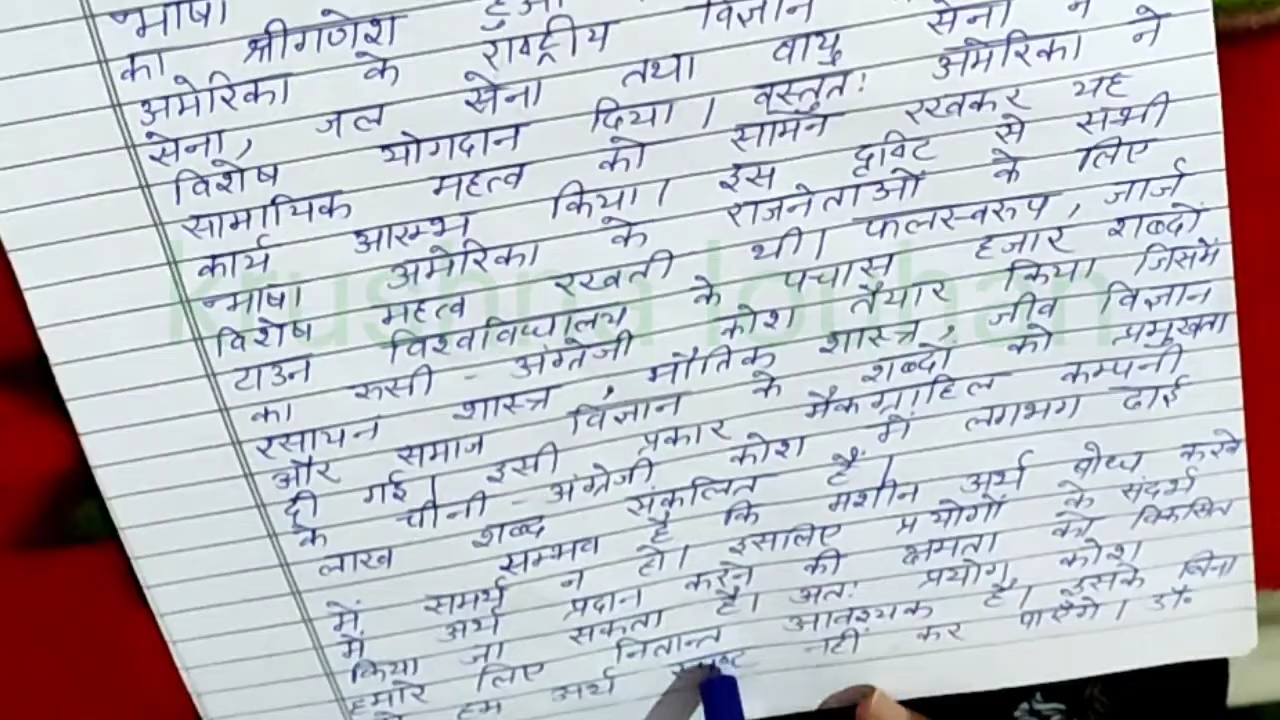 भाषा
का श्रीगणेश हुआ
अमेरिका के राष्ट्रीय विज्ञान
सेना, जल सेना तथा वायु सेना ने
विशेष योगदान दिया। वस्तुत: अमेरिका ने
सामायिक महत्व को सामने रखकर यह
कार्य आरम्भ किया। इस दृष्टि से सभी
भाषा अमेरिका के राजनेताओं के लिए
विशेष महत्व रखती थी। फलस्वरुप, जार्ज
टाउन विश्वविद्यालय के पचास हजार शब्दों
का रुसी - अंग्रेजी कोश तैयार किया जिसमें
रसायन शास्त्र, भौतिक शास्त्र, जीव विज्ञान
और समाज विज्ञान के शब्दों को प्रमुखता
दी गई। इसी प्रकार मैकग्राहिल कम्पनी
के चीनी - अंग्रेजी कोश में लगभग ढाई
लाख शब्द संकलित हैं।
सम्भव है कि मशीन अर्थ बोध करने
में समर्थ न हो। इसलिए प्रयोगों के संदर्भ
में अर्थ प्रदान करने की क्षमता को विकसित
किया जा सकता है। अत: प्रयोग कोश
हमारे लिए नितान्त आवश्यक है। इसके बिना
हम अर्थ नहीं कर पाएँगे। डॉ॰
krushna